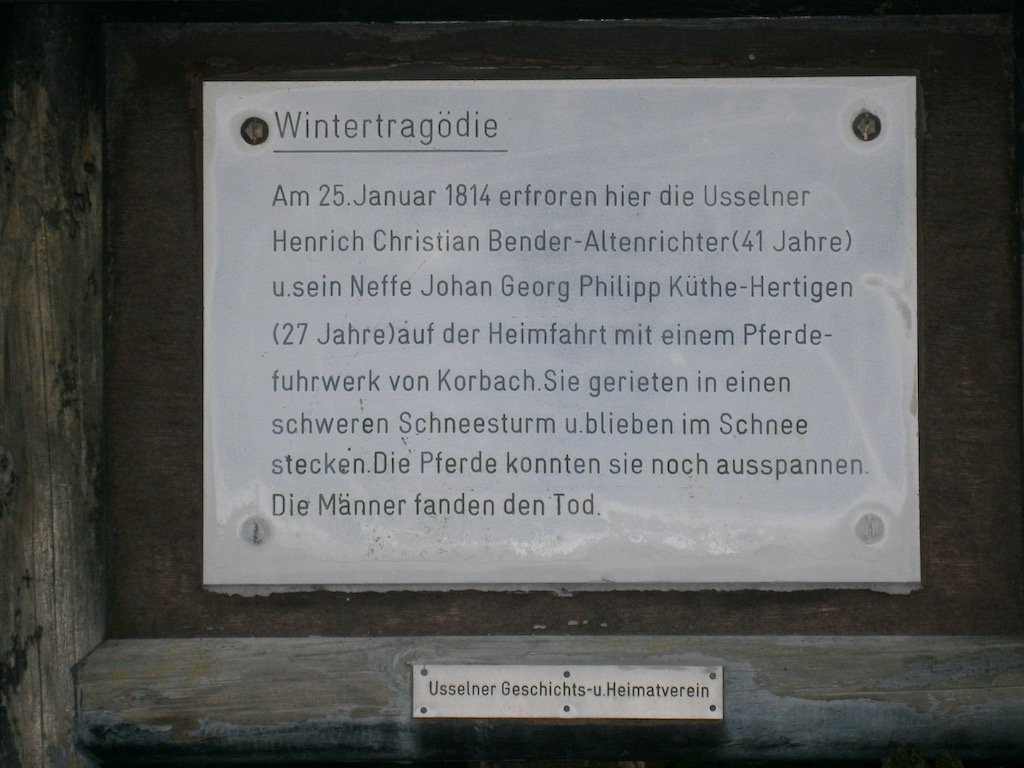 Wintertragödie
Am 25.Januar 1814 erfroren hier die Usselner
Henrich Christian Bender-Altenrichter(41 Jahre)
u.sein Neffe Johan Georg Philipp Küthe-Hertigen
(27 Jahre)auf der Heimfahrt mit einem Pferde-
fuhrwerk von Korbach.Sie gerieten in einen
schweren Schneesturm u.blieben im Schnee
stecken.Die Pferde konnten sie noch ausspannen.
Die Männer fanden den Tod.
Usselner Geschichts-u.Heimatverein